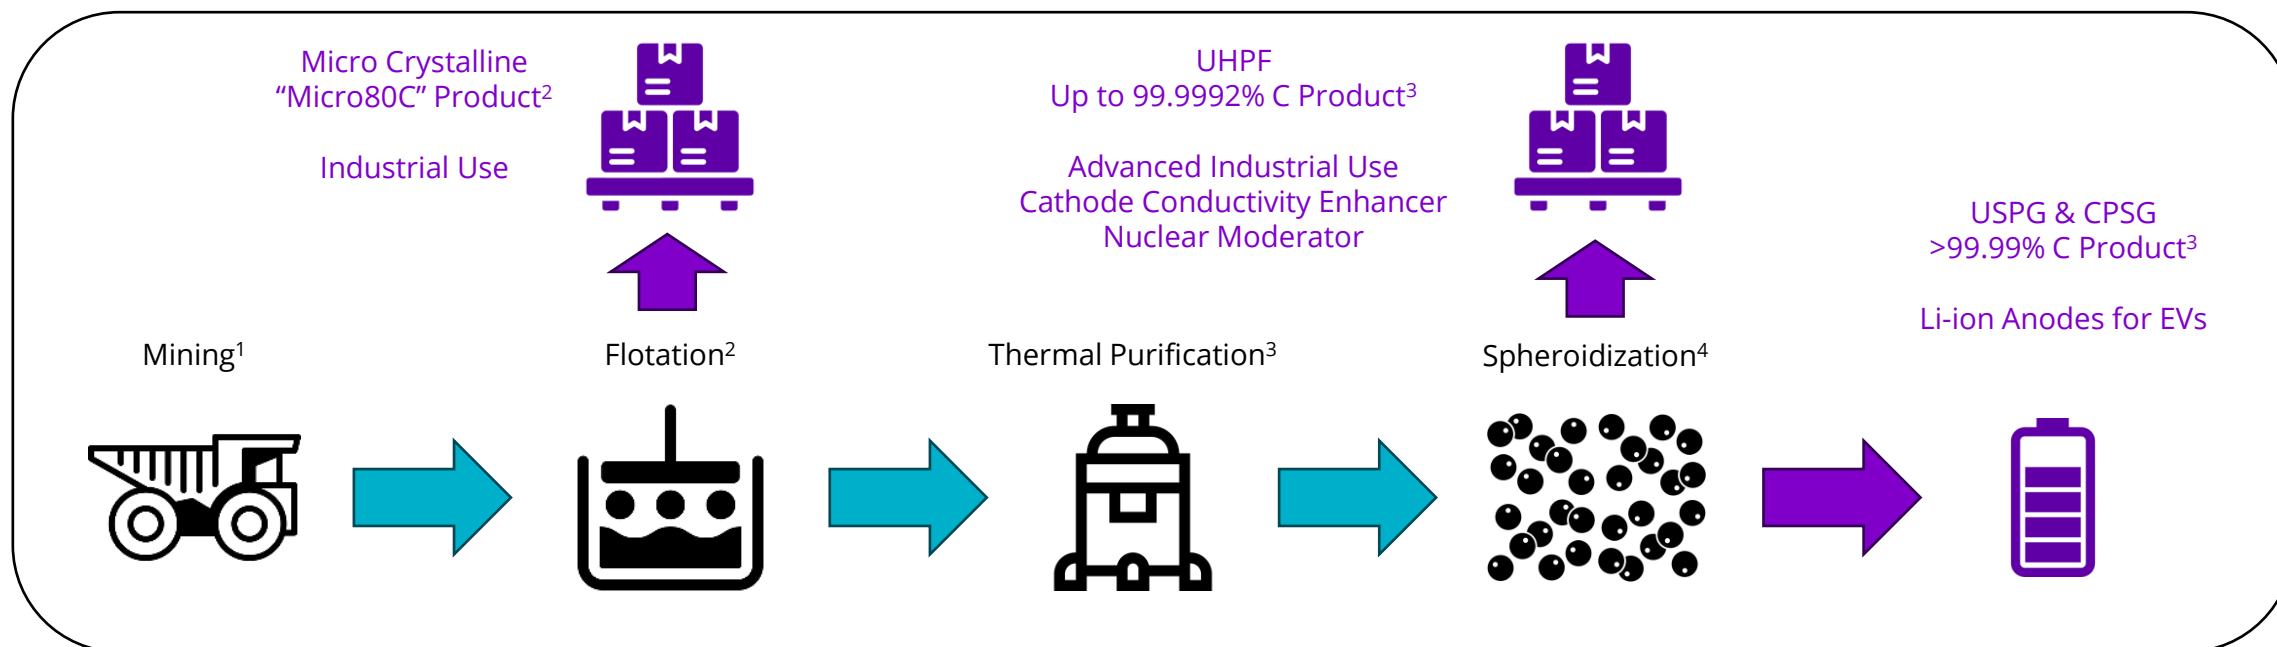 Micro Crystalline
“Micro80C” Product²
Industrial Use
UHPF
Up to 99.9992% C Product³
Advanced Industrial Use
Cathode Conductivity Enhancer
Nuclear Moderator
USPG & CPSG
>99.99% C Product³
Li-ion Anodes for EVs
Mining¹
Flotation²
Thermal Purification³
Spheroidization⁴